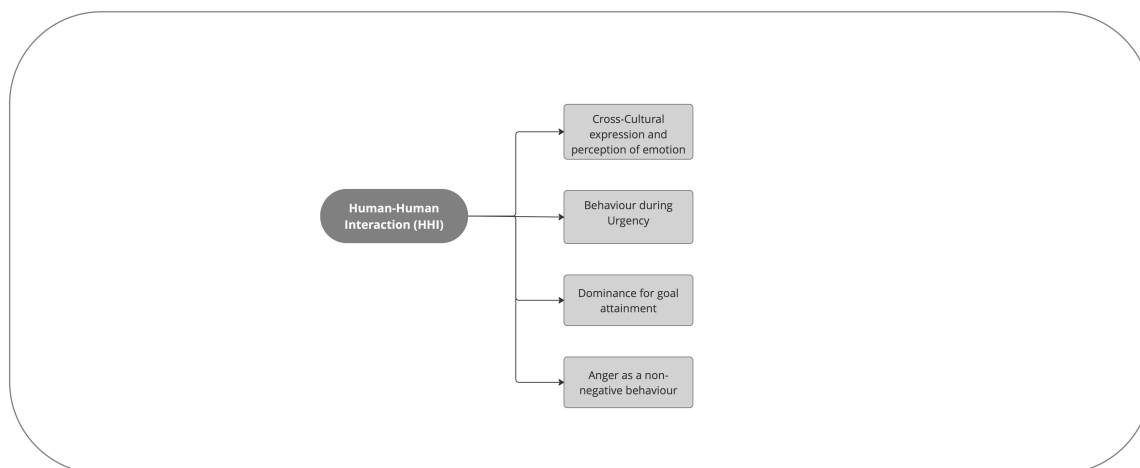 Human-Human
Interaction (HHI)
Cross-Cultural
expression and
perception of emotion
Behaviour during
Urgency
Dominance for goal
attainment
Anger as a non-
negative behaviour